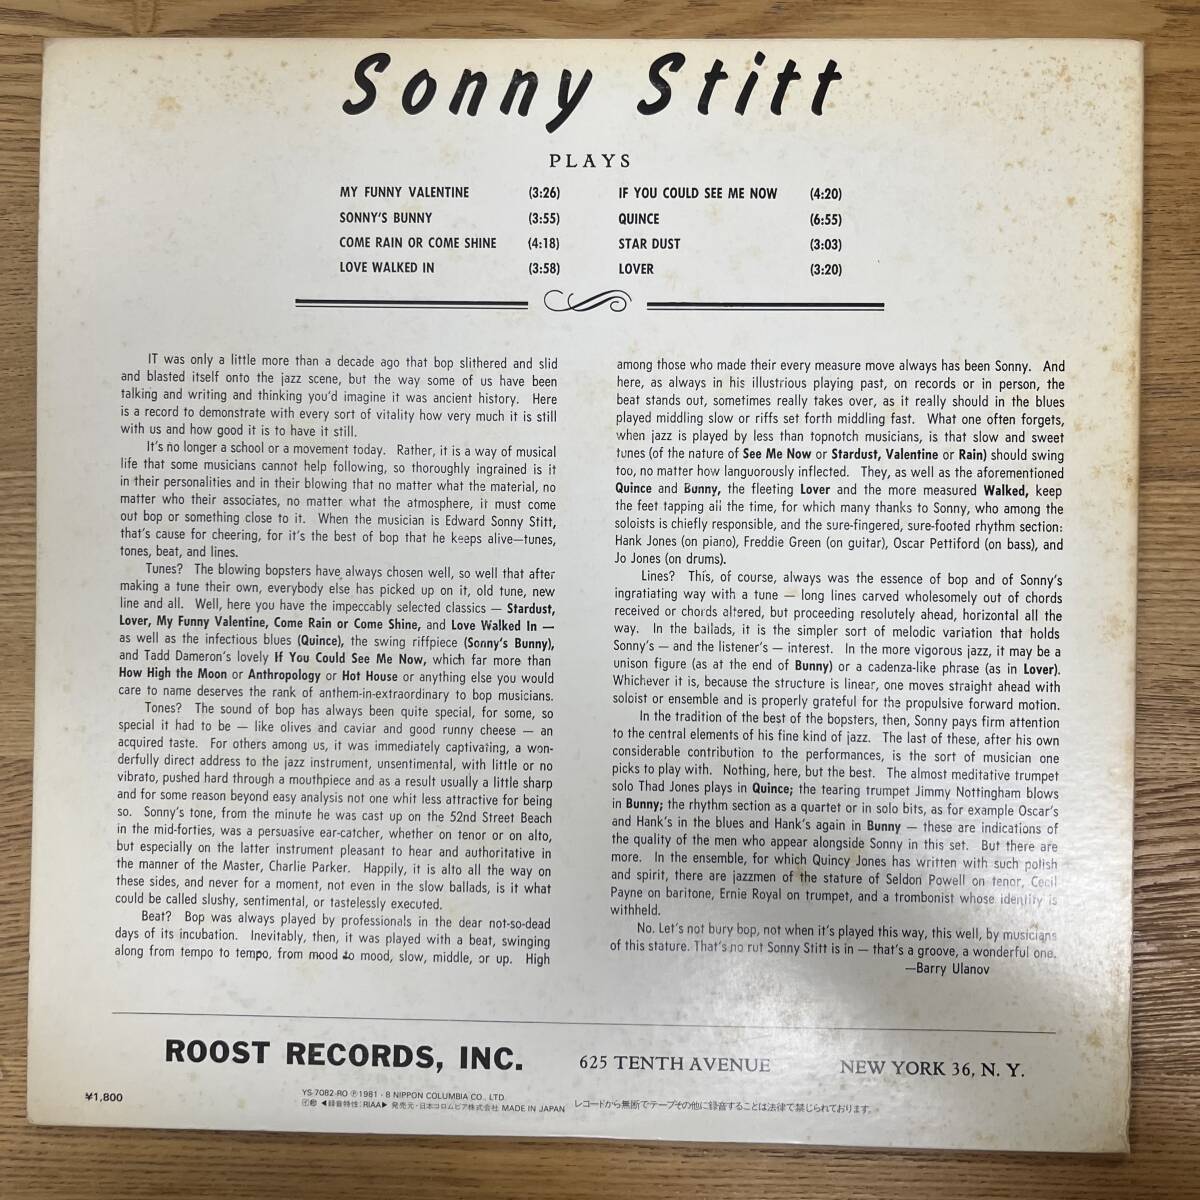 Sonny Stitt
PLAYS
MY FUNNY VALENTINE (3:26)
SONNY'S BUNNY (3:55)
COME RAIN OR COME SHINE (4:18)
LOVE WALKED IN (3:58)
IF YOU COULD SEE ME NOW (4:20)
QUINCE (6:55)
STAR DUST (3:03)
LOVER (3:20)
IT was only a little more than a decade ago that bop slithered and slid
and blasted itself onto the jazz scene, but the way some of us have been
talking and writing and thinking you'd imagine it was ancient history. Here
is a record to demonstrate with every sort of vitality how very much it is still
with us and how good it is to have it still.
It's no longer a school or a movement today. Rather, it is a way of musical
life that some musicians cannot help following, so thoroughly ingrained is it
in their personalities and in their blowing that no matter what the material, no
matter who their associates, no matter what the atmosphere, it must come
out bop or something close to it. When the musician is Edward Sonny Stitt,
that's cause for cheering, for it's the best of bop that he keeps alive—tunes,
tones, beat, and lines.
Tunes? The blowing bopsters have always chosen well, so well that after
making a tune their own, everybody else has picked up on it, old tune, new
line and all. Well, here you have the impeccably selected classics — Stardust,
Lover, My Funny Valentine, Come Rain or Come Shine, and Love Walked In —
as well as the infectious blues (Quince), the swing riffpiece (Sonny's Bunny),
and Tadd Dameron's lovely If You Could See Me Now, which far more than
How High the Moon or Anthropology or Hot House or anything else you would
care to name deserves the rank of anthem-in-extraordinary to bop musicians.
Tones? The sound of bop has always been quite special, for some, so
special it had to be — like olives and caviar and good runny cheese — an
acquired taste. For others among us, it was immediately captivating, a won-
derfully direct address to the jazz instrument, unsentimental, with little or no
vibrato, pushed hard through a mouthpiece and as a result usually a little sharp
and for some reason beyond easy analysis not one whit less attractive for being
so. Sonny's tone, from the minute he was cast up on the 52nd Street Beach
in the mid-forties, was a persuasive ear-catcher, whether on tenor or on alto,
but especially on the latter instrument pleasant to hear and authoritative in
the manner of the Master, Charlie Parker. Happily, it is alto all the way on
these sides, and never for a moment, not even in the slow ballads, is it what
could be called slushy, sentimental, or tastelessly executed.
Beat? Bop was always played by professionals in the dear not-so-dead
days of its incubation. Inevitably, then, it was played with a beat, swinging
along from tempo to tempo, from mood to mood, slow, middle, or up. High
among those who made their every measure move always has been Sonny. And
here, as always in his illustrious playing past, on records or in person, the
beat stands out, sometimes really takes over, as it really should in the blues
played middling slow or riffs set forth middling fast. What one often forgets,
when jazz is played by less than topnotch musicians, is that slow and sweet
tunes (of the nature of See Me Now or Stardust, Valentine or Rain) should swing
too, no matter how languorously inflected. They, as well as the aforementioned
Quince and Bunny, the fleeting Lover and the more measured Walked, keep
the feet tapping all the time, for which many thanks to Sonny, who among the
soloists is chiefly responsible, and the sure-fingered, sure-footed rhythm section:
Hank Jones (on piano), Freddie Green (on guitar), Oscar Pettiford (on bass), and
Jo Jones (on drums).
Lines? This, of course, always was the essence of bop and of Sonny's
ingratiating way with a tune — long lines carved wholesomely out of chords
received or chords altered, but proceeding resolutely ahead, horizontal all the
way. In the ballads, it is the simpler sort of melodic variation that holds
Sonny's — and the listener's — interest. In the more vigorous jazz, it may be a
unison figure (as at the end of Bunny) or a cadenza-like phrase (as in Lover).
Whichever it is, because the structure is linear, one moves straight ahead with
soloist or ensemble and is properly grateful for the propulsive forward motion.
In the tradition of the best of the bopsters, then, Sonny pays firm attention
to the central elements of his fine kind of jazz. The last of these, after his own
considerable contribution to the performances, is the sort of musician one
picks to play with. Nothing, here, but the best. The almost meditative trumpet
solo Thad Jones plays in Quince; the tearing trumpet Jimmy Nottingham blows
in Bunny; the rhythm section as a quartet or in solo bits, as for example Oscar's
and Hank's in the blues and Hank's again in Bunny — these are indications of
the quality of the men who appear alongside Sonny in this set. But there are
more. In the ensemble, for which Quincy Jones has written with such polish
and spirit, there are jazzmen of the stature of Seldon Powell on tenor, Cecil
Payne on baritone, Ernie Royal on trumpet, and a trombonist whose identity is
withheld.
No. Let's not bury bop, not when it's played this way, this well, by musicians
of this stature. That's no rut Sonny Stitt is in — that's a groove, a wonderful one.
—Barry Ulanov
ROOST RECORDS, INC. 625 TENTH AVENUE NEW YORK 36, N. Y.
¥1,800
YS-7082-RO Ⓟ1981・8 NIPPON COLUMBIA CO., LTD.
◀録音特性:RIAA▶ 発売元・日本コロムビア株式会社 MADE IN JAPAN レコードから無断でテープその他に録音することは法律で禁じられております。